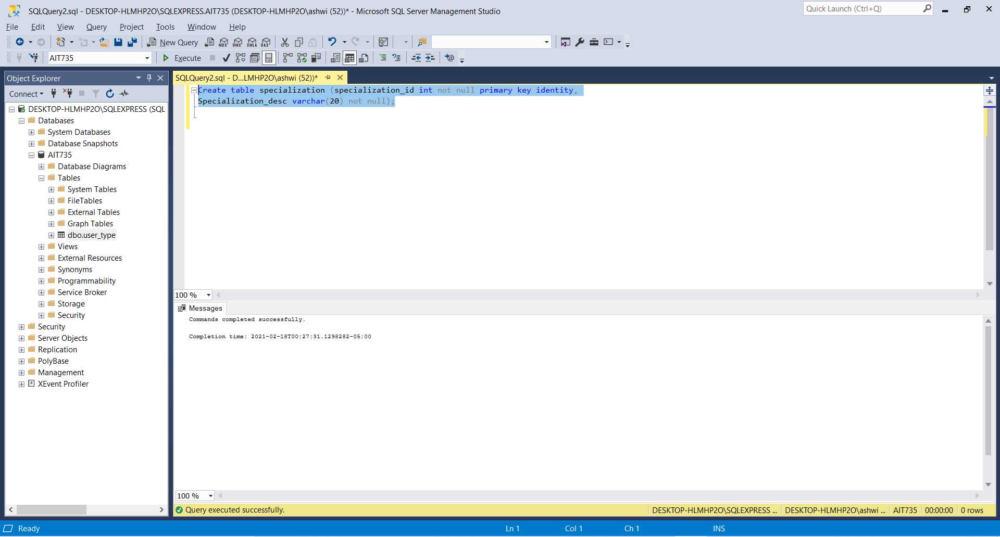 SQLQuery2.sql - DESKTOP-HLMHP2O\SQLEXPRESS.AIT735 (DESKTOP-HLMHP2O\ashwi (52))* - Microsoft SQL Server Management Studio
Quick Launch (Ctrl+Q)
File Edit View Query Project Tools Window Help
New Query MDX DMX XMLA DAX
AIT735 Execute
Object Explorer
Connect
DESKTOP-HLMHP2O\SQLEXPRESS (SQL
Databases
System Databases
Database Snapshots
AIT735
Database Diagrams
Tables
System Tables
FileTables
External Tables
Graph Tables
dbo.user_type
Views
External Resources
Synonyms
Programmability
Service Broker
Storage
Security
Security
Server Objects
Replication
PolyBase
Management
XEvent Profiler
SQLQuery2.sql - D...LMHP2O\ashwi (52))*
Create table specialization (specialization_id int not null primary key identity,
Specialization_desc varchar(20) not null);
100 %
Messages
Commands completed successfully.
Completion time: 2021-02-18T00:27:31.1298282-05:00
100 %
Query executed successfully. DESKTOP-HLMHP2O\SQLEXPRESS ... DESKTOP-HLMHP2O\ashwi ... AIT735 00:00:00 0 rows
Ready Ln 1 Col 1 Ch 1 INS